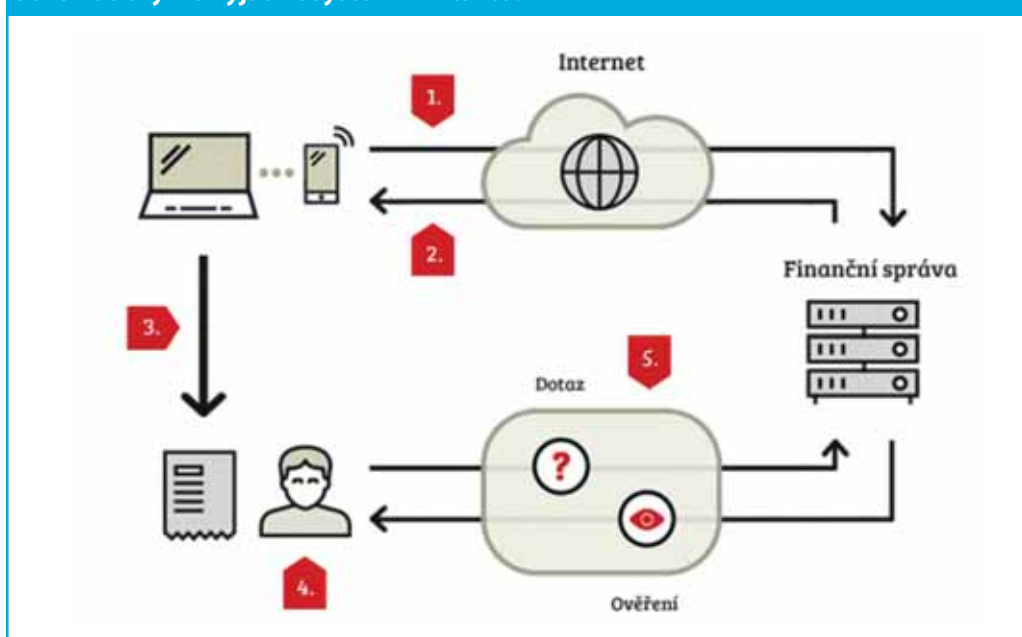 Internet
1.
2.
Finanční správa
3.
5.
Dotaz
?
4.
Ověření